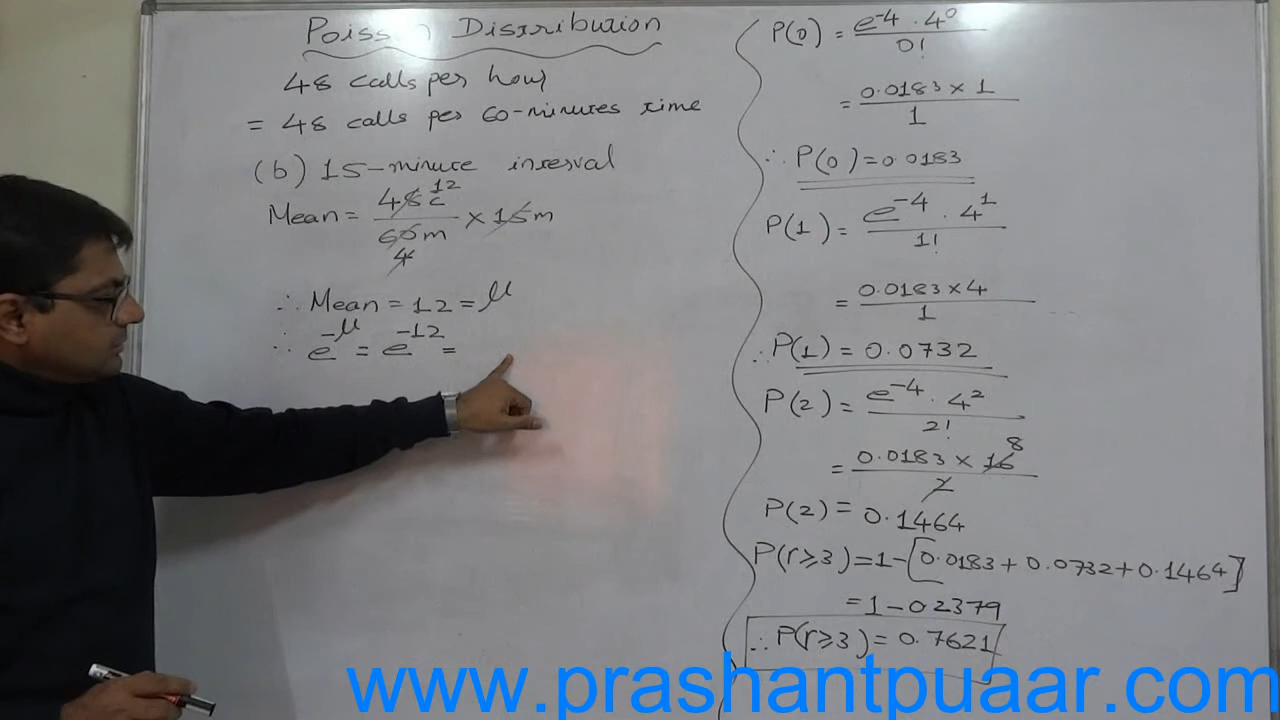 Poiss n Distribution
48 calls per hour
= 48 calls per 60-minutes time
(b) 15-minute interval
Mean = 48c 12 / 60m 4 × 15m
∴ Mean = 12 = μ
∴ e^-μ = e^-12 =
P(0) = e^-4 . 4^0 / 0!
= 0.0183 × 1 / 1
∴ P(0) = 0.0183
P(1) = e^-4 . 4^1 / 1!
= 0.0183 × 4 / 1
∴ P(1) = 0.0732
P(2) = e^-4 . 4^2 / 2!
= 0.0183 × 16 8 / 2
P(2) = 0.1464
P(r≥3) = 1-[0.0183 + 0.0732 + 0.1464]
= 1 - 0.2379
∴ P(r≥3) = 0.7621
www.prashantpuaar.com